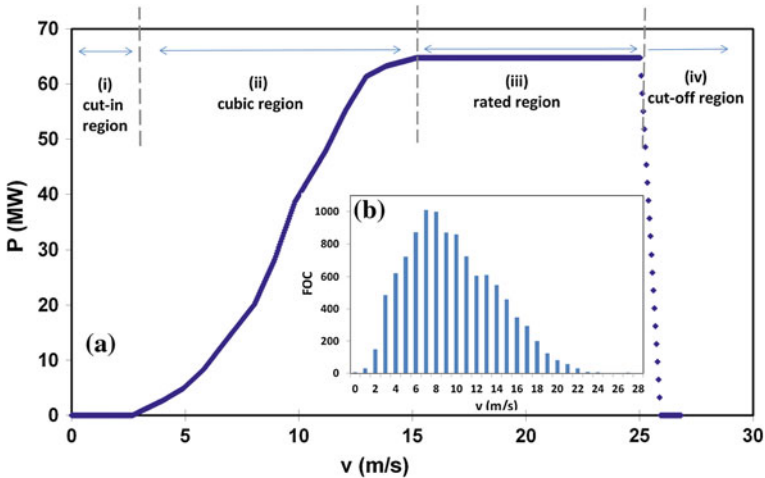 70
60
50
40
30
20
10
0
P (MW)
(i)
cut-in
region
(ii)
cubic region
(iii)
rated region
(iv)
cut-off region
(a)
(b)
1000
800
600
400
200
0
FOC
0 2 4 6 8 10 12 14 16 18 20 22 24 26 28
v (m/s)
0 5 10 15 20 25 30
v (m/s)